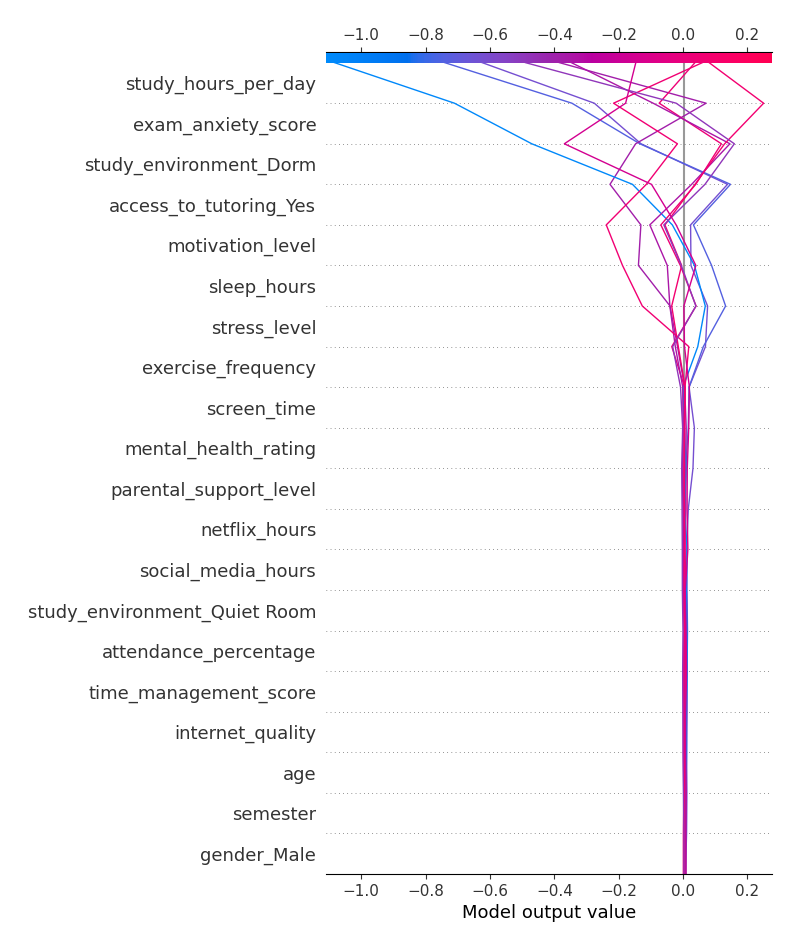 −1.0 −0.8 −0.6 −0.4 −0.2 0.0 0.2
study_hours_per_day
exam_anxiety_score
study_environment_Dorm
access_to_tutoring_Yes
motivation_level
sleep_hours
stress_level
exercise_frequency
screen_time
mental_health_rating
parental_support_level
netflix_hours
social_media_hours
study_environment_Quiet Room
attendance_percentage
time_management_score
internet_quality
age
semester
gender_Male
−1.0 −0.8 −0.6 −0.4 −0.2 0.0 0.2
Model output value